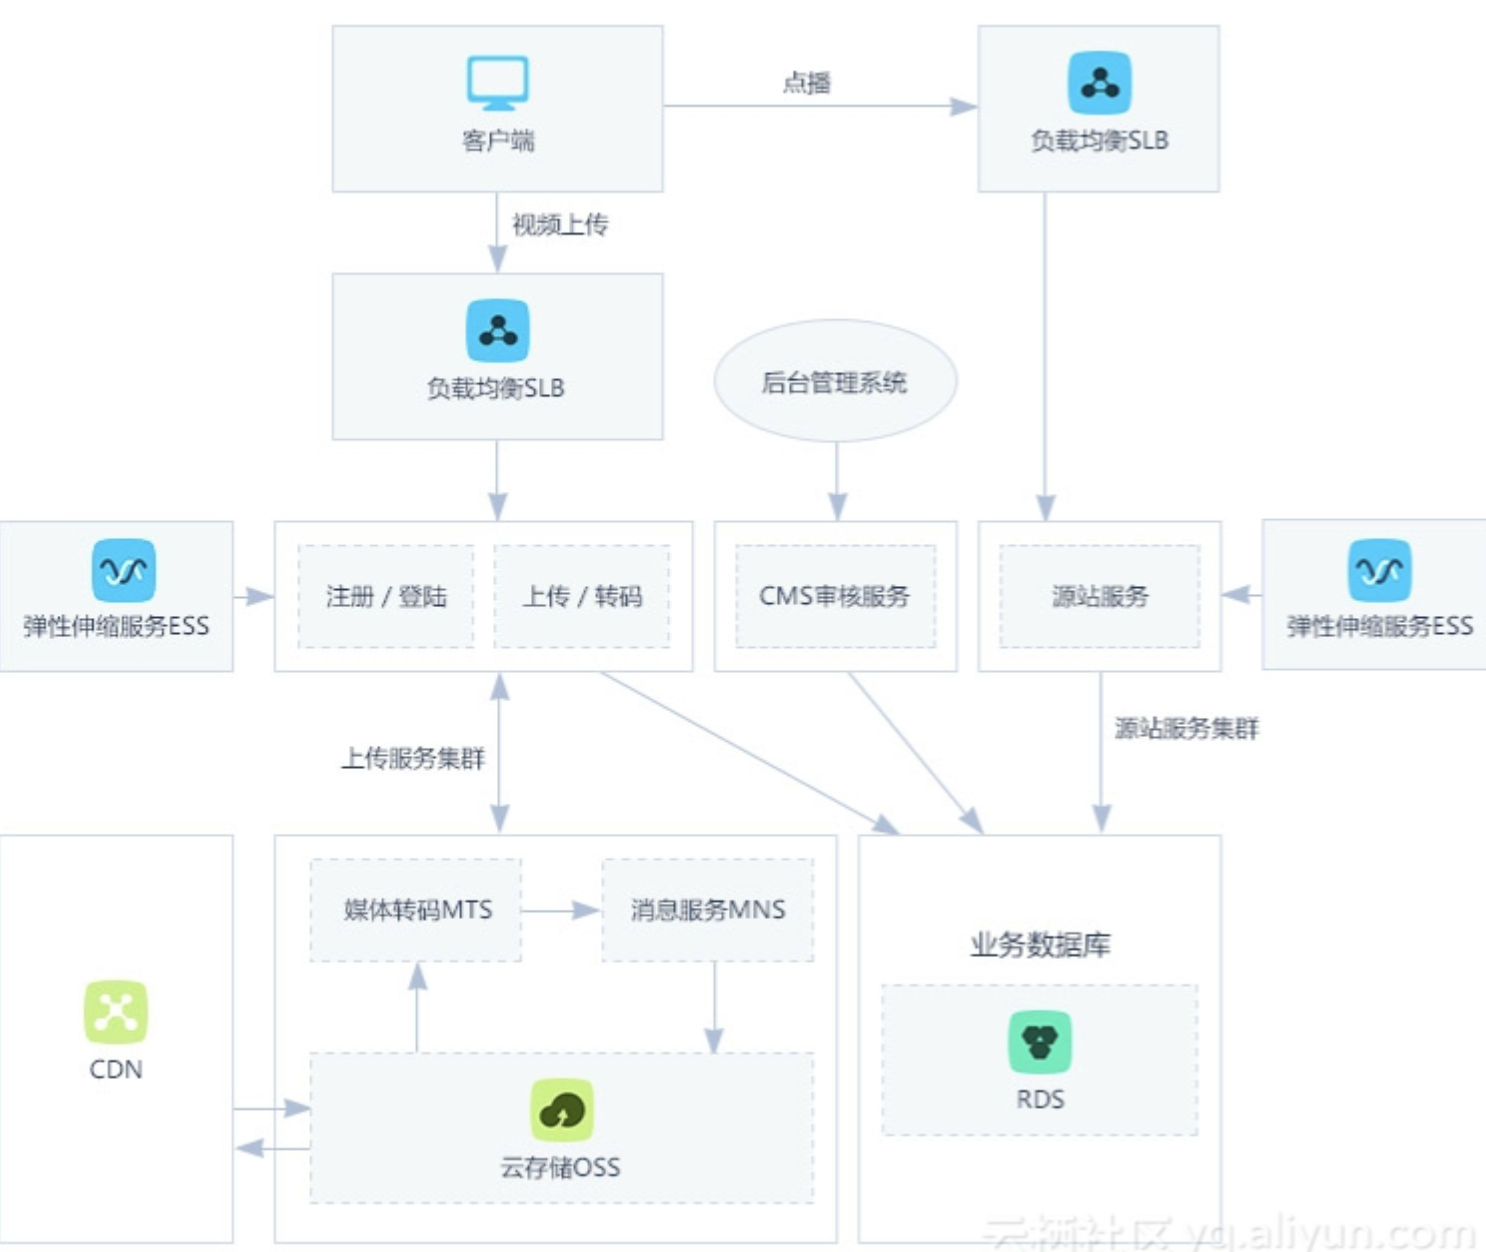 点播
客户端
负载均衡SLB
视频上传
负载均衡SLB
后台管理系统
弹性伸缩服务ESS
注册 / 登陆
上传 / 转码
CMS审核服务
源站服务
弹性伸缩服务ESS
上传服务集群
源站服务集群
媒体转码MTS
消息服务MNS
业务数据库
CDN
RDS
云存储OSS
云栖社区 yq.aliyun.com